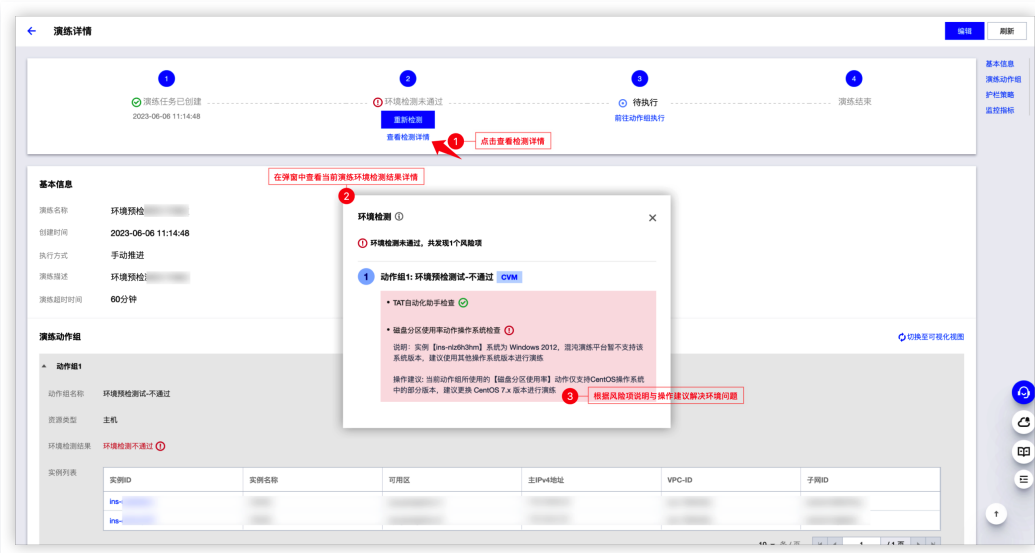 演练详情
编辑
刷新
基本信息
演练动作组
护栏策略
监控指标
1
2
3
4
演练任务已创建
环境检测未通过
待执行
演练结束
2023-06-06 11:14:48
重新检测
前往动作组执行
查看检测详情
1 点击查看检测详情
在弹窗中查看当前演练环境检测结果详情
2
基本信息
演练名称 环境预检
创建时间 2023-06-06 11:14:48
执行方式 手动推进
演练描述 环境预检
演练超时时间 60分钟
环境检测
环境检测未通过，共发现1个风险项
1 动作组1: 环境预检测试-不通过 CVM
• TAT自动化助手检查
• 磁盘分区使用率动作操作系统检查
说明：实例【ins-nlz6h3hm】系统为 Windows 2012，混沌演练平台暂不支持该
系统版本，建议使用其他操作系统版本进行演练
操作建议: 当前动作组所使用的【磁盘分区使用率】动作仅支持CentOS操作系统
中的部分版本，建议更换 CentOS 7.x 版本进行演练
3 根据风险项说明与操作建议解决环境问题
演练动作组
切换至可视化视图
动作组1
动作组名称 环境预检测试-不通过
资源类型 主机
环境检测结果 环境检测不通过
实例列表
实例ID 实例名称 可用区 主IPv4地址 VPC-ID 子网ID
ins-
ins-
10 条 / 页 1 / 1 页